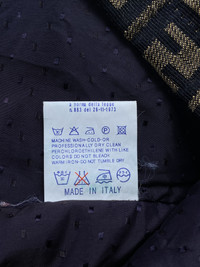 MACHINE WASH-COLD-OR
PROFESSIONALLY DRY CLEAN
PERCHLOROETHYLENE WITH LIKE
COLORS DO NOT BLEACH
WARM IRON-DO NOT TUMBLE DRY
MADE IN ITALY